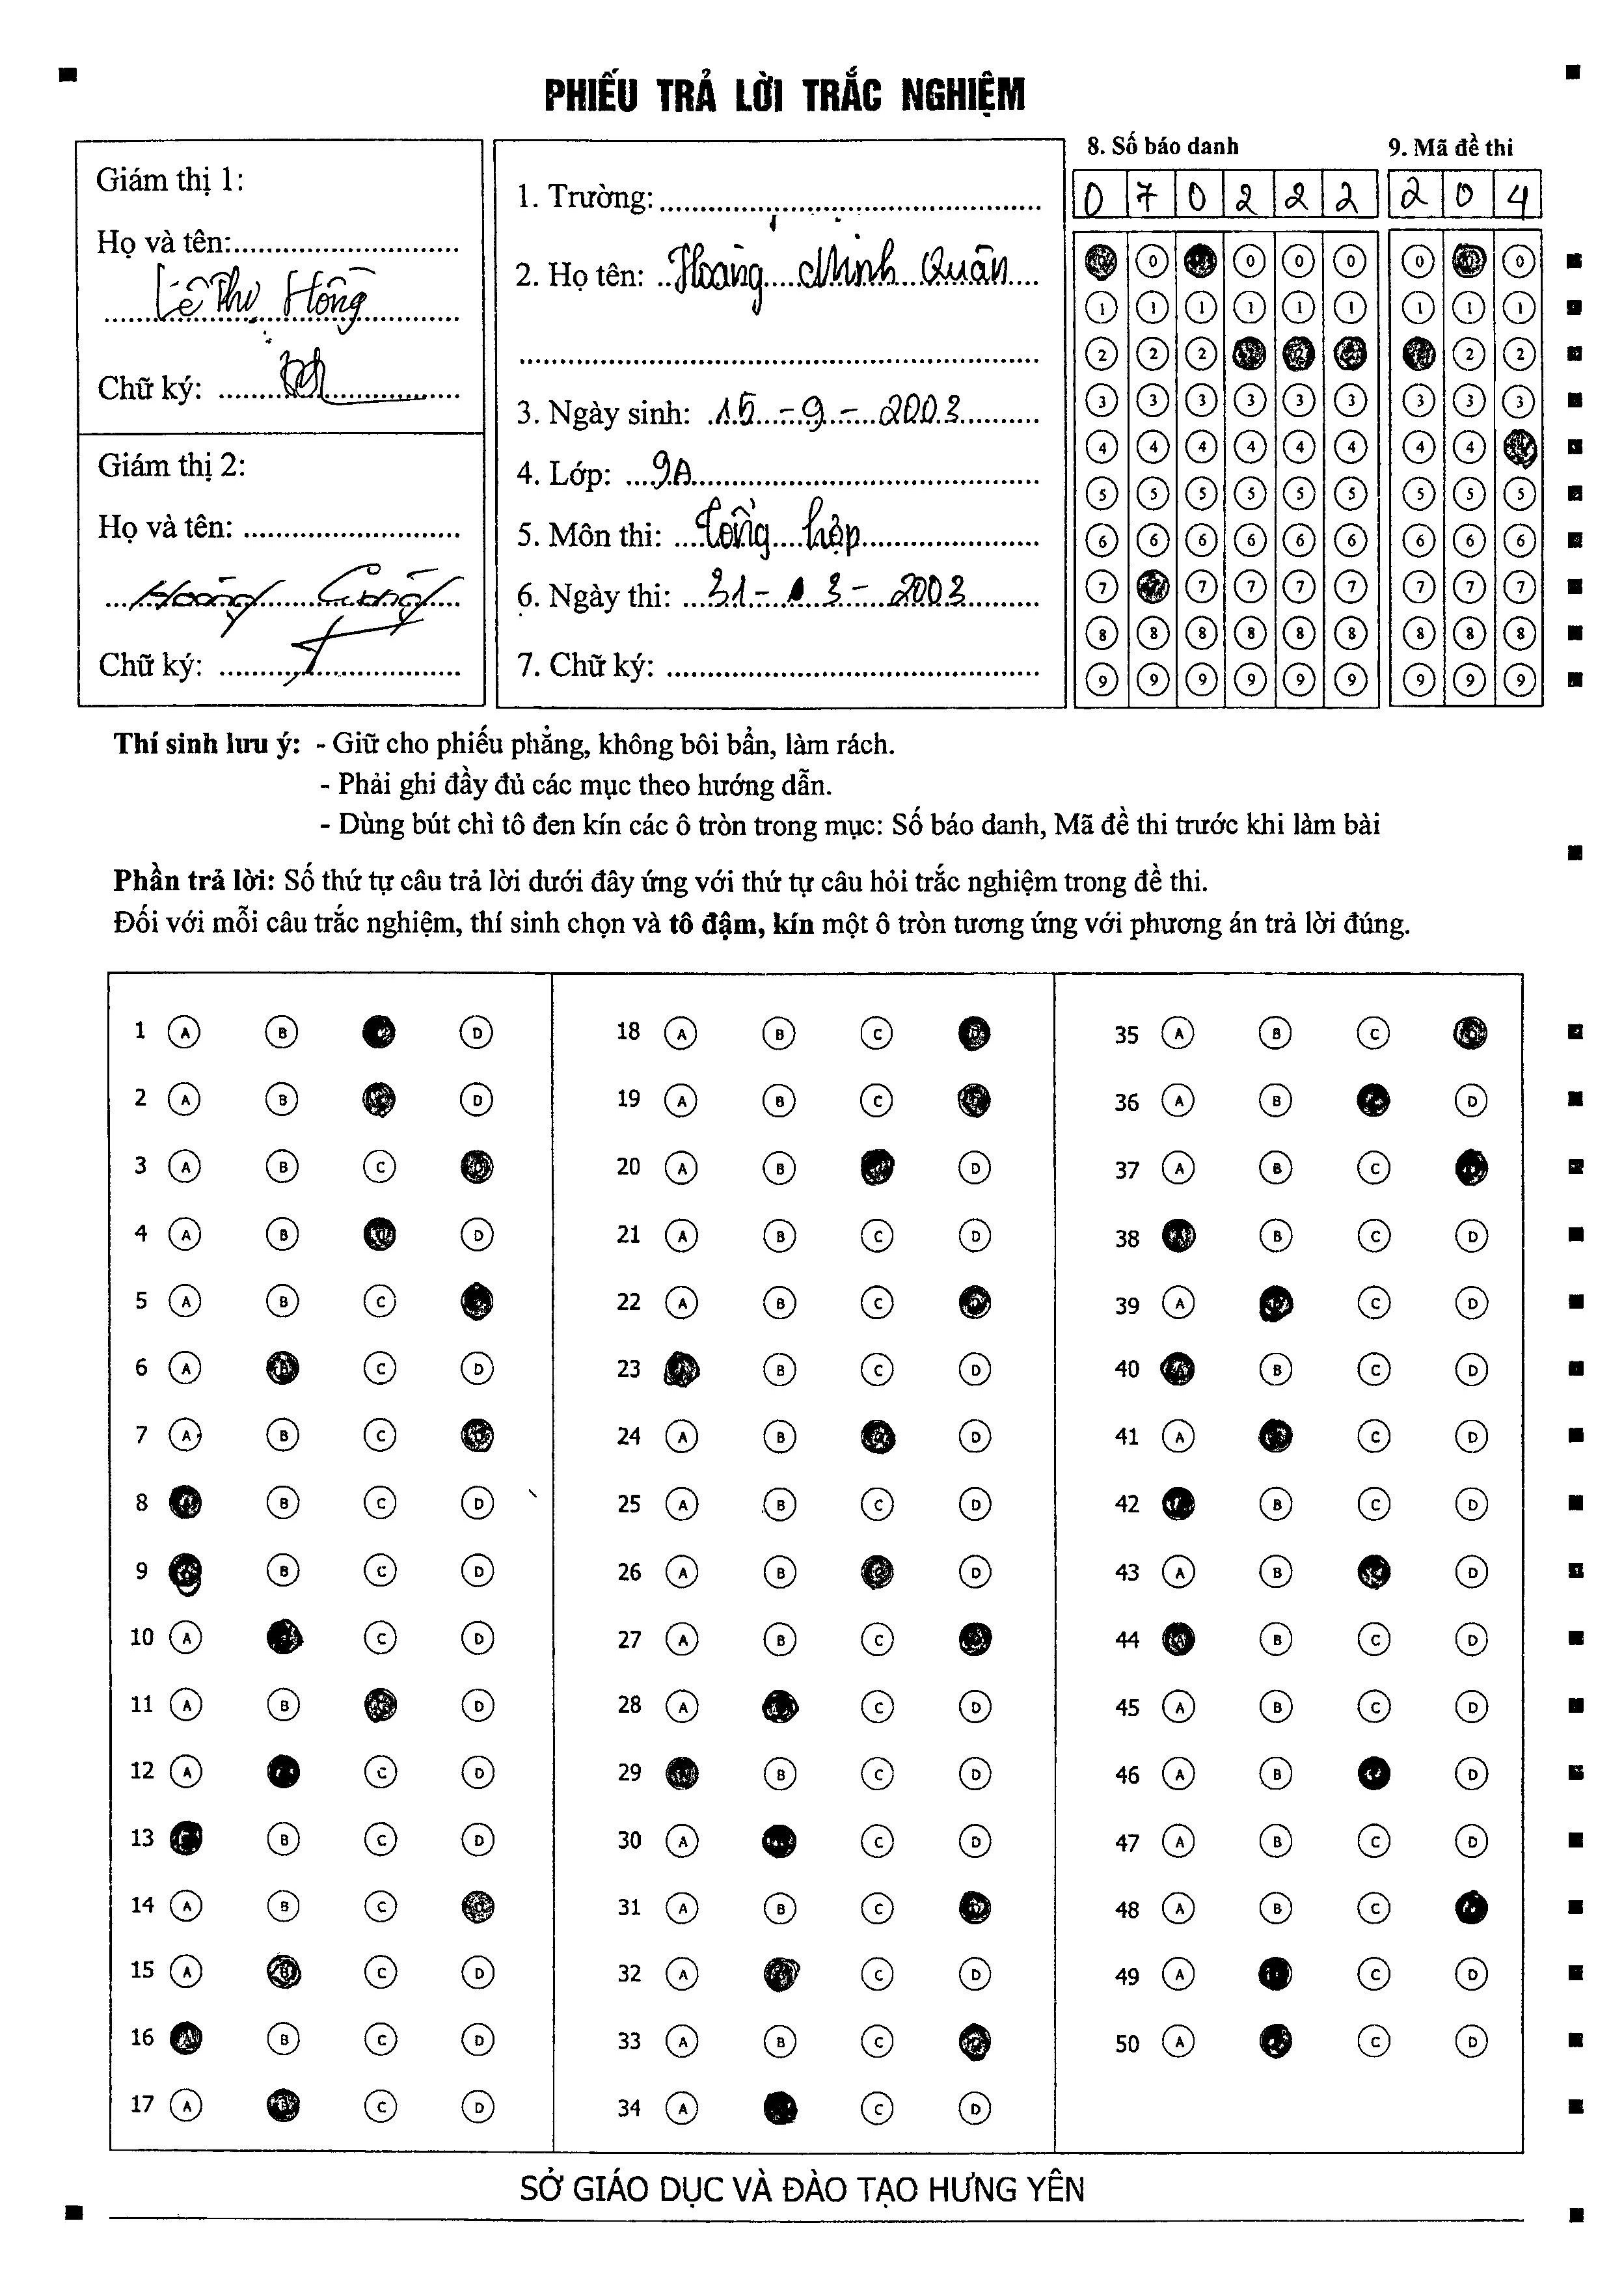 PHIẾU TRẢ LỜI TRẮC NGHIỆM
Giám thị 1:
Họ và tên:
Lê Thị Hồng
Chữ ký:
Giám thị 2:
Họ và tên:
Hoàng Cường
Chữ ký:
1. Trường:
2. Họ tên: Hoàng Minh Quân
3. Ngày sinh: 15 - 9 - 2003
4. Lớp: 9A
5. Môn thi: tổng hợp
6. Ngày thi: 31 - 3 - 2003
7. Chữ ký:
8. Số báo danh
0 7 0 2 2 2
9. Mã đề thi
2 0 4
0 0 0 0 0 0 0
1 1 1 1 1 1 1 1 1
2 2 2 2 2 2
3 3 3 3 3 3 3 3 3
4 4 4 4 4 4 4 4
5 5 5 5 5 5 5 5 5
6 6 6 6 6 6 6 6 6
7 7 7 7 7 7 7 7
8 8 8 8 8 8 8 8 8
9 9 9 9 9 9 9 9 9
Thí sinh lưu ý: - Giữ cho phiếu phẳng, không bôi bẩn, làm rách.
- Phải ghi đầy đủ các mục theo hướng dẫn.
- Dùng bút chì tô đen kín các ô tròn trong mục: Số báo danh, Mã đề thi trước khi làm bài
Phần trả lời: Số thứ tự câu trả lời dưới đây ứng với thứ tự câu hỏi trắc nghiệm trong đề thi.
Đối với mỗi câu trắc nghiệm, thí sinh chọn và tô đậm, kín một ô tròn tương ứng với phương án trả lời đúng.
1 A B D
2 A B D
3 A B C
4 A B D
5 A B C
6 A C D
7 A B C
8 B C D
9 B C D
10 A C D
11 A B D
12 A C D
13 B C D
14 A B C
15 A B C D
16 B C D
17 A C D
18 A B C
19 A B C
20 A B D
21 A B C D
22 A B C
23 B C D
24 A B D
25 A B C D
26 A B D
27 A B C
28 A C D
29 B C D
30 A C D
31 A B C
32 A C D
33 A B C
34 A C D
35 A B C
36 A B D
37 A B C
38 B C D
39 A C D
40 B C D
41 A C D
42 B C D
43 A B D
44 B C D
45 A B C D
46 A B D
47 A B C D
48 A B C
49 A C D
50 A C D
SỞ GIÁO DỤC VÀ ĐÀO TẠO HƯNG YÊN